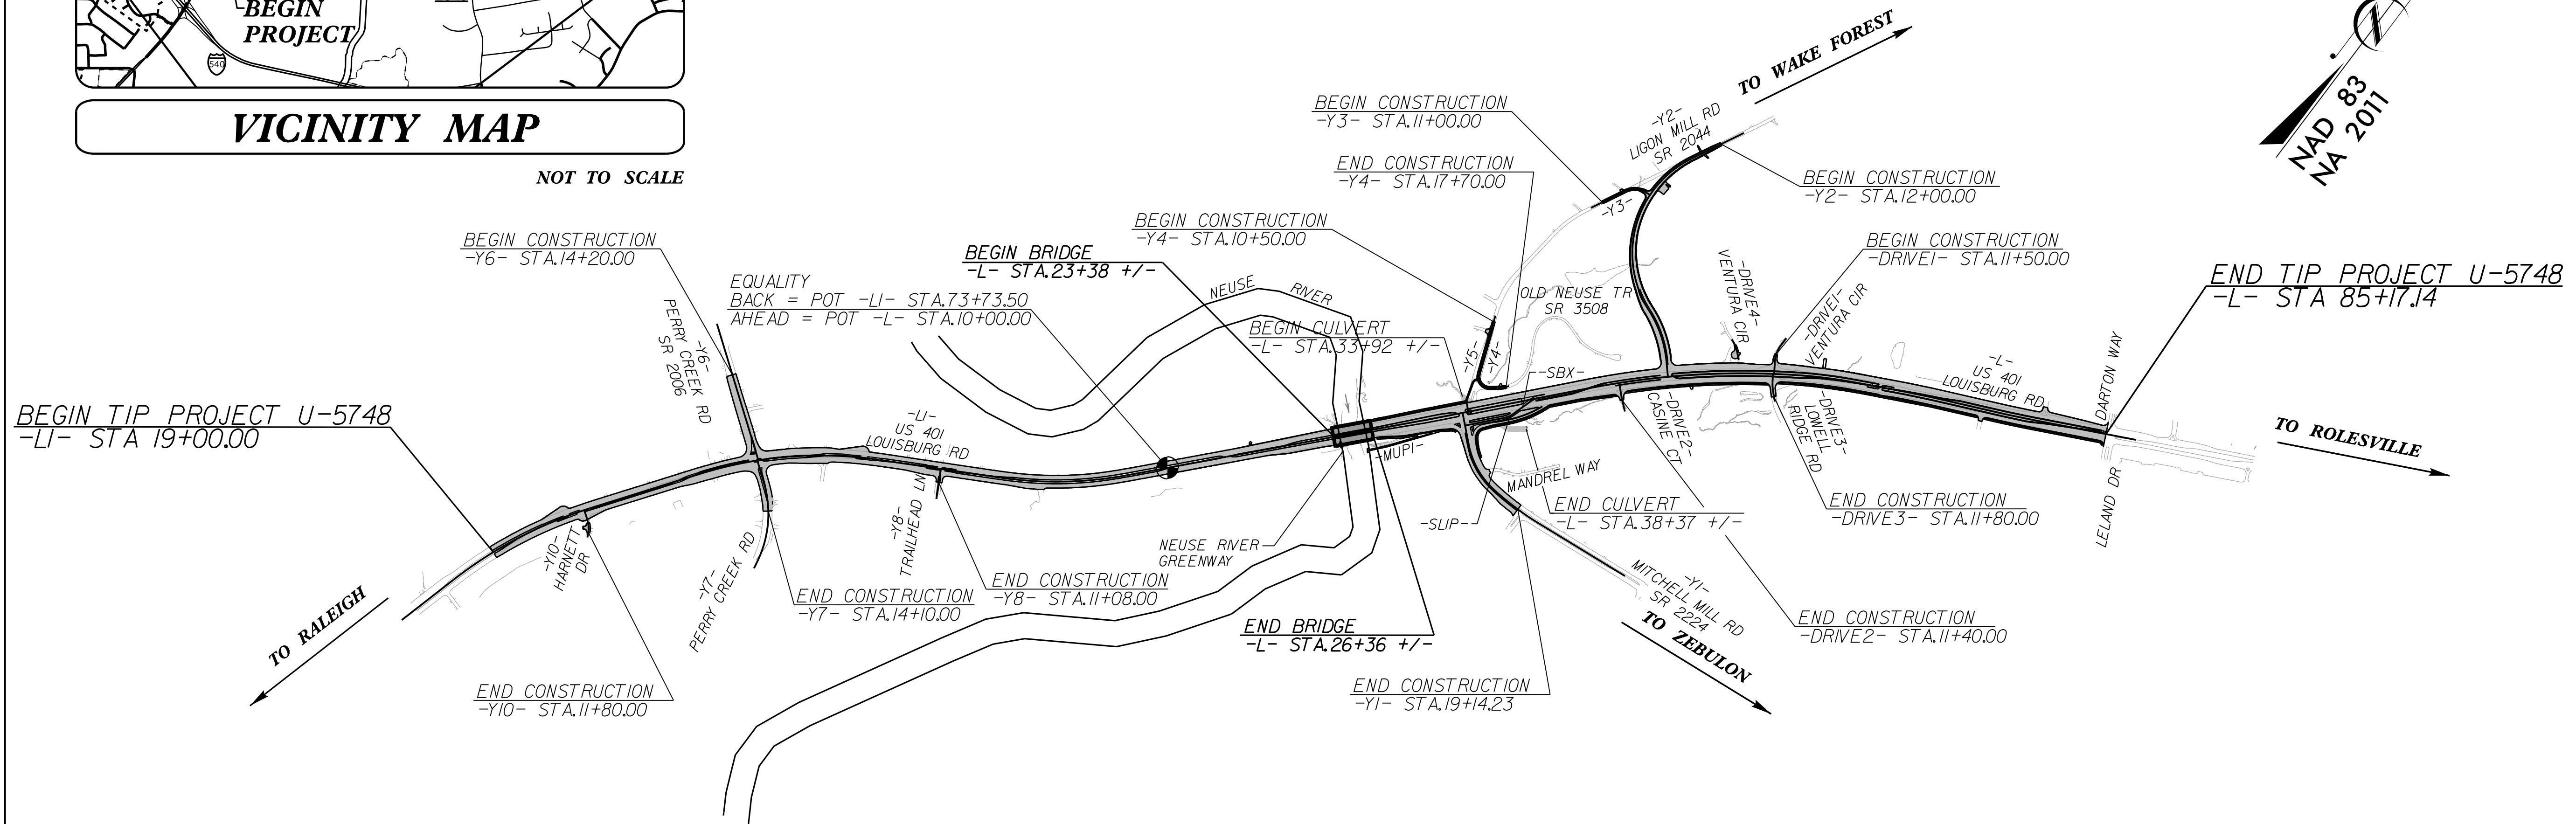 BEGIN
PROJECT
540
VICINITY MAP
NOT TO SCALE
TO WAKE FOREST
NAD 83
NA 2011
BEGIN CONSTRUCTION
-Y3- STA.11+00.00
-Y2-
LIGON MILL RD
SR 2044
END CONSTRUCTION
-Y4- STA.17+70.00
BEGIN CONSTRUCTION
-Y2- STA.12+00.00
-Y3-
BEGIN CONSTRUCTION
-Y4- STA.10+50.00
BEGIN CONSTRUCTION
-Y6- STA.14+20.00
BEGIN BRIDGE
-L- STA.23+38 +/-
BEGIN CONSTRUCTION
-DRIVE1- STA.11+50.00
EQUALITY
BACK = POT -L1- STA.73+73.50
AHEAD = POT -L- STA.10+00.00
NEUSE RIVER
OLD NEUSE TR
SR 3508
-DRIVE4-
VENTURA CIR
-DRIVE1-
VENTURA CIR
END TIP PROJECT U-5748
-L- STA 85+17.14
BEGIN CULVERT
-L- STA.33+92 +/-
-Y6-
PERRY CREEK RD
SR 2006
-Y5-
-Y4-
-SBX-
-L-
US 401
LOUISBURG RD
DARTON WAY
BEGIN TIP PROJECT U-5748
-L1- STA 19+00.00
-L1-
US 401
LOUISBURG RD
-MUP1-
-DRIVE2-
CASINE CT
-DRIVE3-
LOWELL
RIDGE RD
TO ROLESVILLE
MANDREL WAY
LELAND DR
END CULVERT
-L- STA.38+37 +/-
END CONSTRUCTION
-DRIVE3- STA.11+80.00
-SLIP-
-Y8-
TRAILHEAD LN
NEUSE RIVER
GREENWAY
-Y10-
HARNETT
DR
-Y7-
PERRY CREEK RD
END CONSTRUCTION
-Y7- STA.14+10.00
END CONSTRUCTION
-Y8- STA.11+08.00
-Y1-
MITCHELL MILL RD
SR 2224
TO RALEIGH
END BRIDGE
-L- STA.26+36 +/-
TO ZEBULON
END CONSTRUCTION
-DRIVE2- STA.11+40.00
END CONSTRUCTION
-Y10- STA.11+80.00
END CONSTRUCTION
-Y1- STA.19+14.23